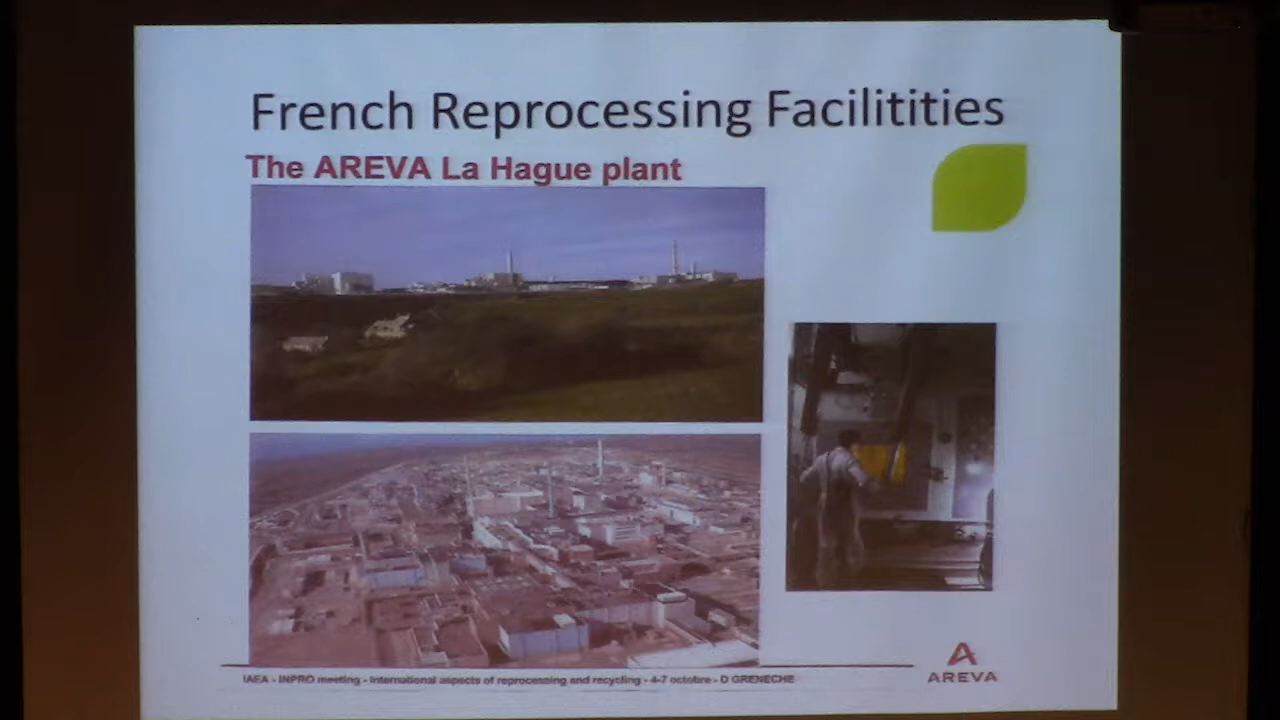 French Reprocessing Facilitities
The AREVA La Hague plant
IAEA - INPRO meeting - International aspects of reprocessing and recycling - 4-7 octobre - D GRENECHE
AREVA